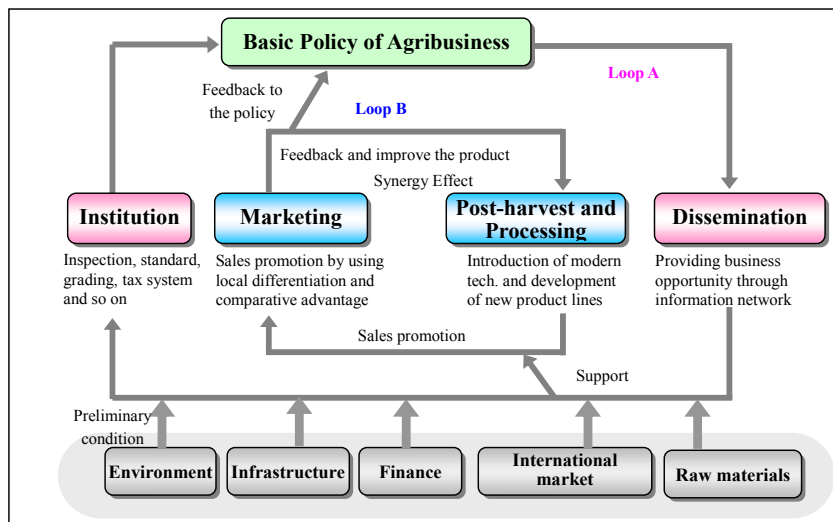 Basic Policy of Agribusiness
Loop A
Feedback to
the policy
Loop B
Feedback and improve the product
Synergy Effect
Institution
Marketing
Post-harvest and
Processing
Dissemination
Inspection, standard,
grading, tax system
and so on
Sales promotion by using
local differentiation and
comparative advantage
Introduction of modern
tech. and development
of new product lines
Providing business
opportunity through
information network
Sales promotion
Support
Preliminary
condition
Environment
Infrastructure
Finance
International
market
Raw materials